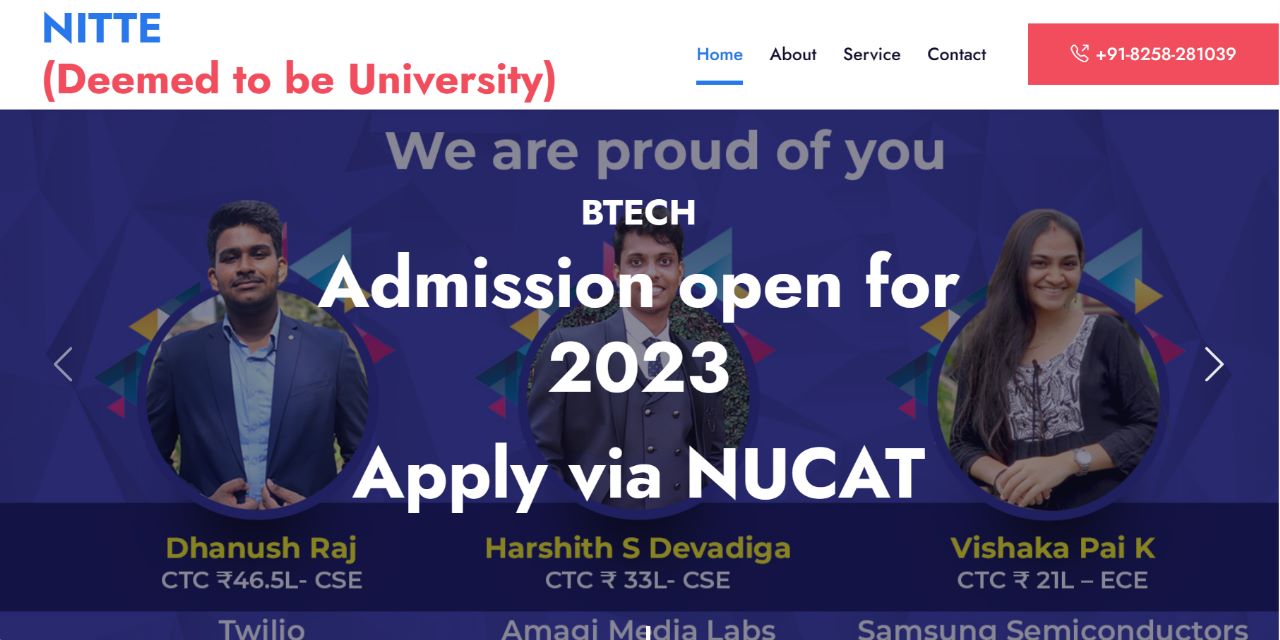 NITTE
(Deemed to be University)
Home
About
Service
Contact
+91-8258-281039
We are proud of you
BTECH
Admission open for
2023
Apply via NUCAT
Dhanush Raj
CTC ₹46.5L- CSE
Twilio
Harshith S Devadiga
CTC ₹ 33L- CSE
Amagi Media Labs
Vishaka Pai K
CTC ₹ 21L – ECE
Samsung Semiconductors